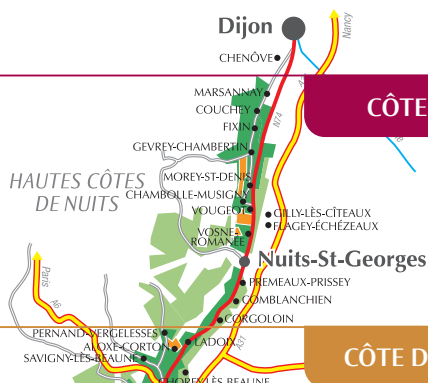 Dijon
Nancy
CHENÔVE
MARSANNAY
CÔTE
COUCHEY
N74
FIXIN
GEVREY-CHAMBERTIN
HAUTES CÔTES
DE NUITS
MOREY-ST-DENIS
CHAMBOLLE-MUSIGNY
VOUGEOT
GILLY-LÈS-CÎTEAUX
FLAGEY-ÉCHÉZEAUX
VOSNE-
ROMANÉE
Nuits-St-Georges
Paris
A6
PREMEAUX-PRISSEY
COMBLANCHIEN
CORGOLOIN
PERNAND-VERGELESSES
ALOXE-CORTON
LADOIX
A31
SAVIGNY-LÈS-BEAUNE
CÔTE D
CHOREY-LÈS-BEAUNE